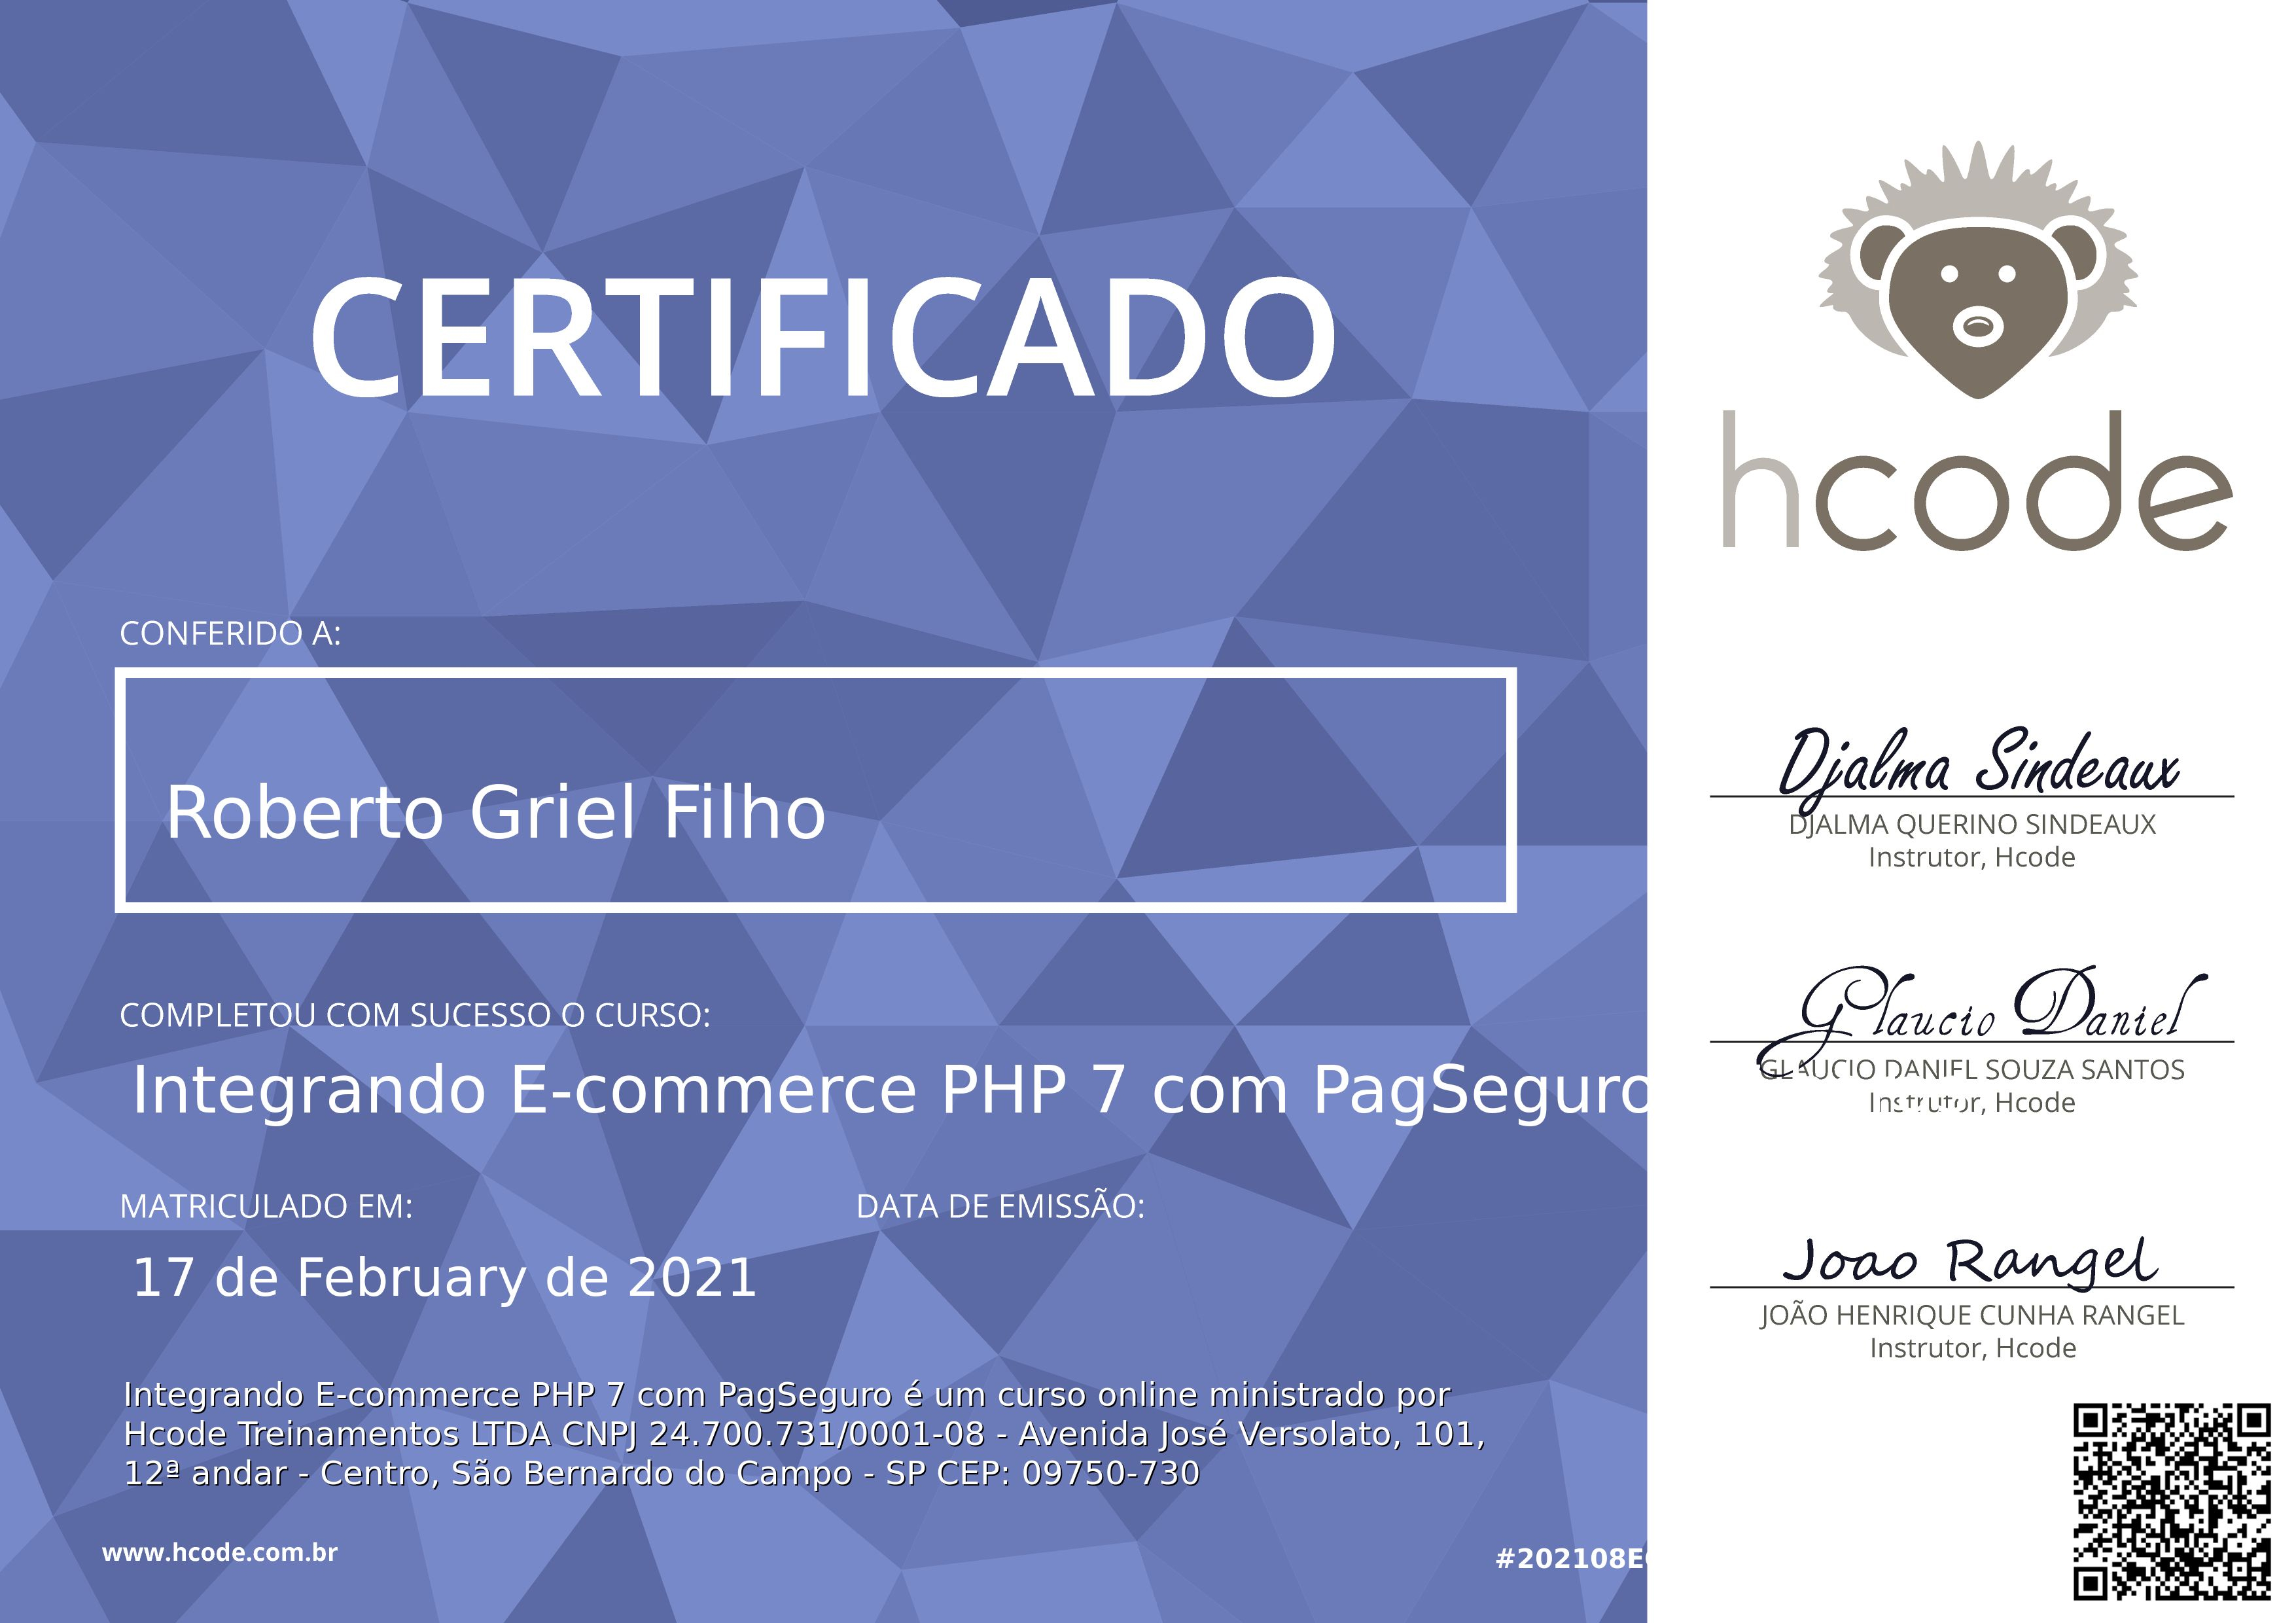 CERTIFICADO
CONFERIDO A:
Roberto Griel Filho
COMPLETOU COM SUCESSO O CURSO:
Integrando E-commerce PHP 7 com PagSeguro
MATRICULADO EM:
17 de February de 2021
DATA DE EMISSÃO:
Integrando E-commerce PHP 7 com PagSeguro é um curso online ministrado por
Hcode Treinamentos LTDA CNPJ 24.700.731/0001-08 - Avenida José Versolato, 101,
12ª andar - Centro, São Bernardo do Campo - SP CEP: 09750-730
www.hcode.com.br
hcode
Djalma Sindeaux
DJALMA QUERINO SINDEAUX
Instrutor, Hcode
Glaucio Daniel
GLAUCIO DANIEL SOUZA SANTOS
Instrutor, Hcode
Joao Rangel
JOÃO HENRIQUE CUNHA RANGEL
Instrutor, Hcode